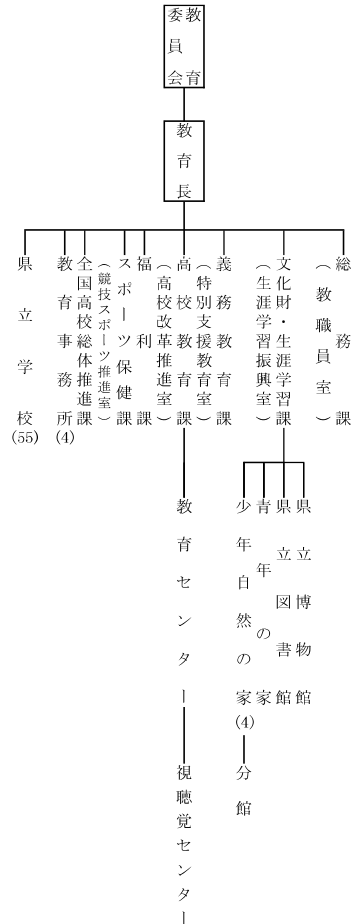 教育委員会
教育長
総務課
（教職員室）
文化財・生涯学習課
（生涯学習振興室）
義務教育課
（特別支援教育室）
高校教育課
（高校改革推進室）
福利課
スポーツ保健課
（競技スポーツ推進室）
全国高校総体推進課
教育事務所(4)
県立学校(55)
県立博物館
県立図書館
青年の家
少年自然の家(4)
分館
教育センター
視聴覚センター